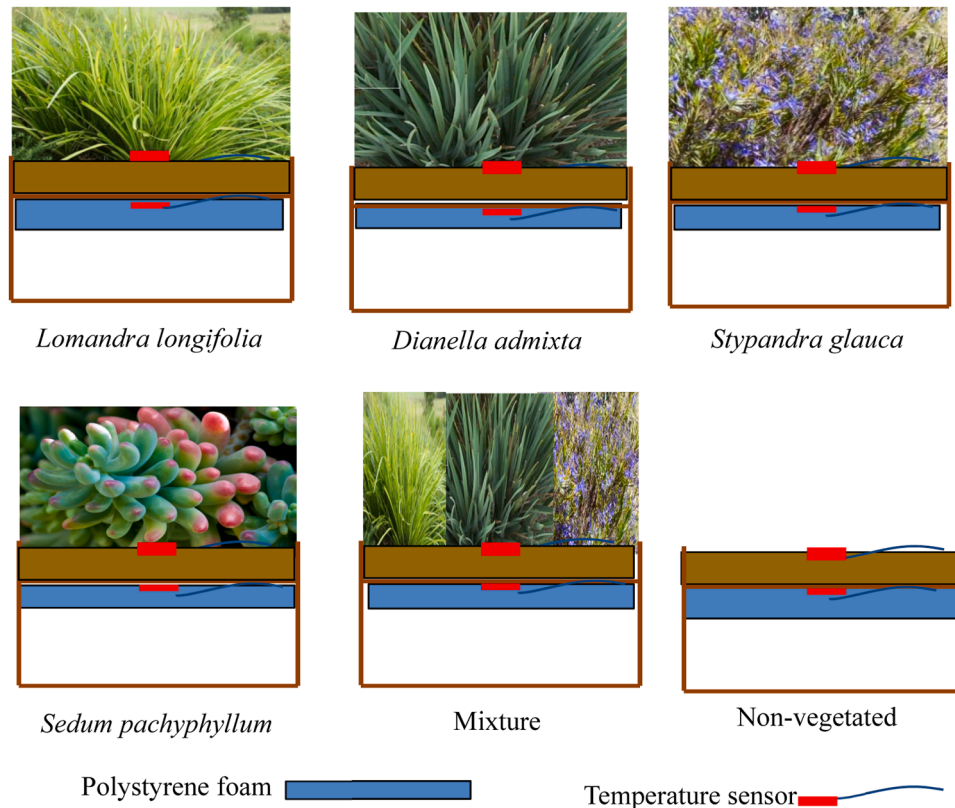 Lomandra longifolia
Dianella admixta
Stypandra glauca
Sedum pachyphyllum
Mixture
Non-vegetated
Polystyrene foam
Temperature sensor